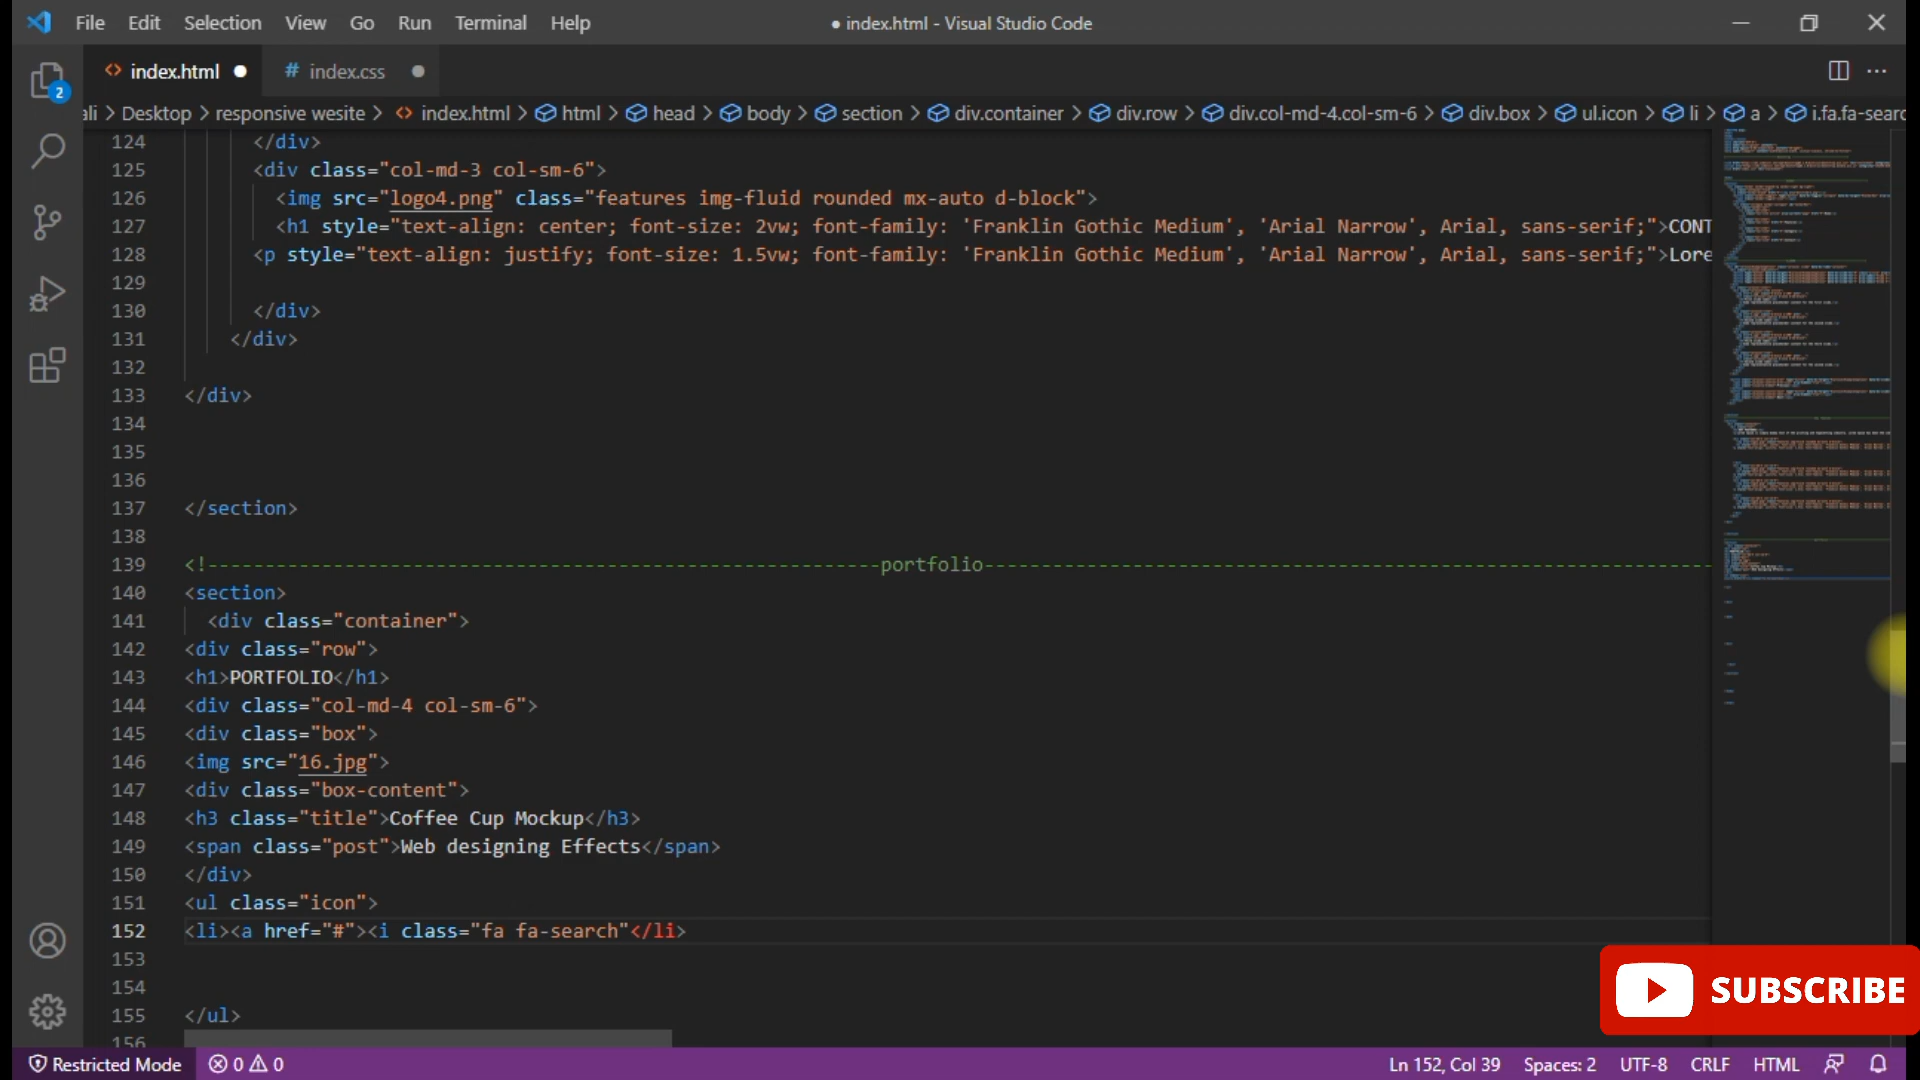 File Edit Selection View Go Run Terminal Help ● index.html - Visual Studio Code
<> index.html ● # index.css ●
ali > Desktop > responsive wesite > <> index.html > html > head > body > section > div.container > div.row > div.col-md-4.col-sm-6 > div.box > ul.icon > li > a > i.fa.fa-searc
124 </div>
125 <div class="col-md-3 col-sm-6">
126 <img src="logo4.png" class="features img-fluid rounded mx-auto d-block">
127 <h1 style="text-align: center; font-size: 2vw; font-family: 'Franklin Gothic Medium', 'Arial Narrow', Arial, sans-serif;">CONT
128 <p style="text-align: justify; font-size: 1.5vw; font-family: 'Franklin Gothic Medium', 'Arial Narrow', Arial, sans-serif;">Lore
129
130 </div>
131 </div>
132
133 </div>
134
135
136
137 </section>
138
139 <!-----------------------------------------------------------portfolio----------------------------------------------------------------
140 <section>
141 <div class="container">
142 <div class="row">
143 <h1>PORTFOLIO</h1>
144 <div class="col-md-4 col-sm-6">
145 <div class="box">
146 <img src="16.jpg">
147 <div class="box-content">
148 <h3 class="title">Coffee Cup Mockup</h3>
149 <span class="post">Web designing Effects</span>
150 </div>
151 <ul class="icon">
152 <li><a href="#"><i class="fa fa-search"</li>
153
154
155 </ul>
156
SUBSCRIBE
2
Restricted Mode 0 0 Ln 152, Col 39 Spaces: 2 UTF-8 CRLF HTML